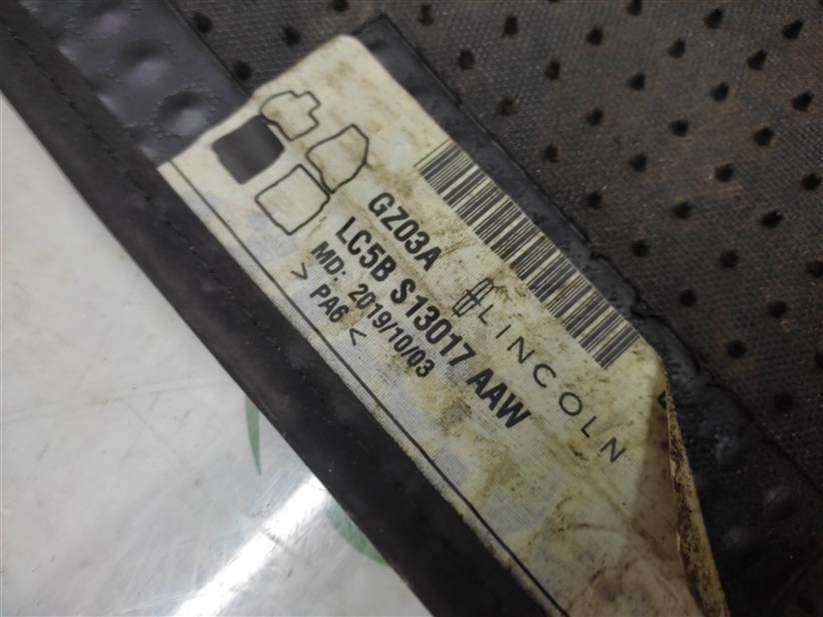 GZ03A
LINCOLN
LC5B S13017 AAW
MD: 2019/10/03
> PA6 <